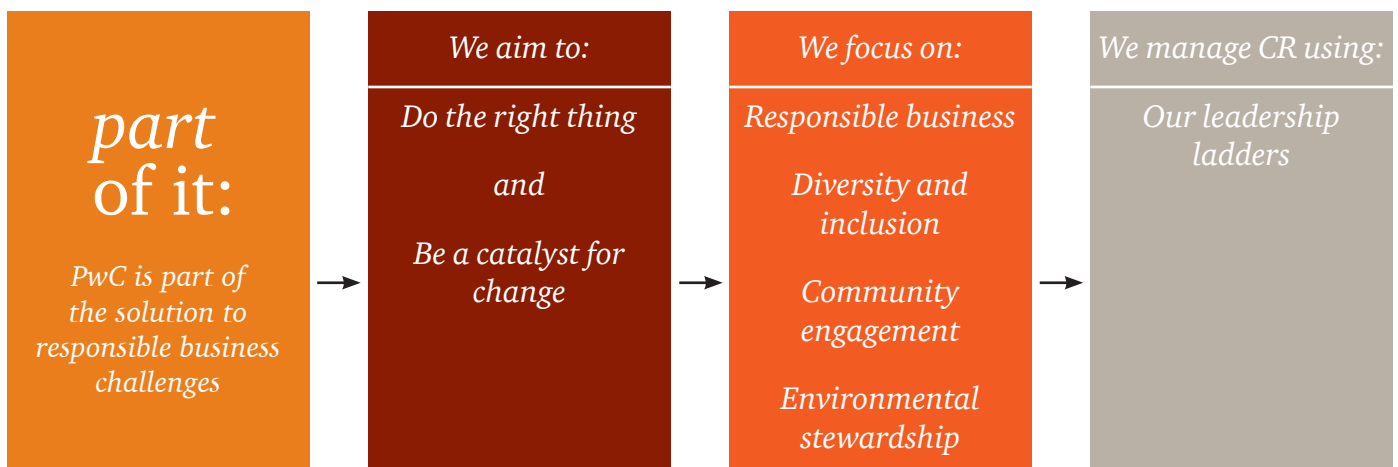 part
of it:
PwC is part of
the solution to
responsible business
challenges
We aim to:
Do the right thing
and
Be a catalyst for
change
We focus on:
Responsible business
Diversity and
inclusion
Community
engagement
Environmental
stewardship
We manage CR using:
Our leadership
ladders